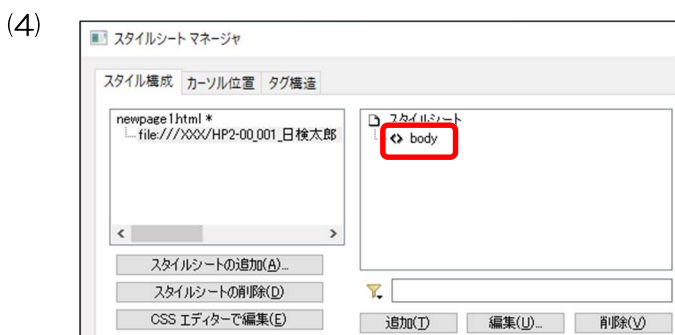 (4)
スタイルシート マネージャ
スタイル構成 カーソル位置 タグ構造
newpage1.html *
file:///XXX/HP2-00_001_日検太郎
スタイルシート
<> body
スタイルシートの追加(A)...
スタイルシートの削除(D)
CSS エディターで編集(E)
追加(T) 編集(U)... 削除(V)